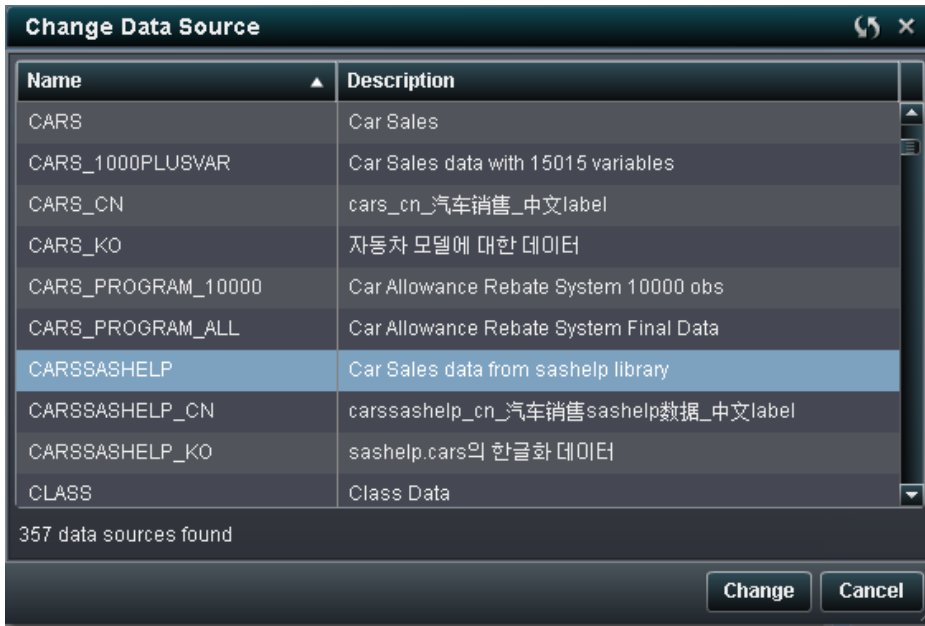 Change Data Source
Name Description
CARS Car Sales
CARS_1000PLUSVAR Car Sales data with 15015 variables
CARS_CN cars_cn_汽车销售_中文label
CARS_KO 자동차 모델에 대한 데이터
CARS_PROGRAM_10000 Car Allowance Rebate System 10000 obs
CARS_PROGRAM_ALL Car Allowance Rebate System Final Data
CARSSASHELP Car Sales data from sashelp library
CARSSASHELP_CN carssashelp_cn_汽车销售sashelp数据_中文label
CARSSASHELP_KO sashelp.cars의 한글화 데이터
CLASS Class Data
357 data sources found
Change Cancel